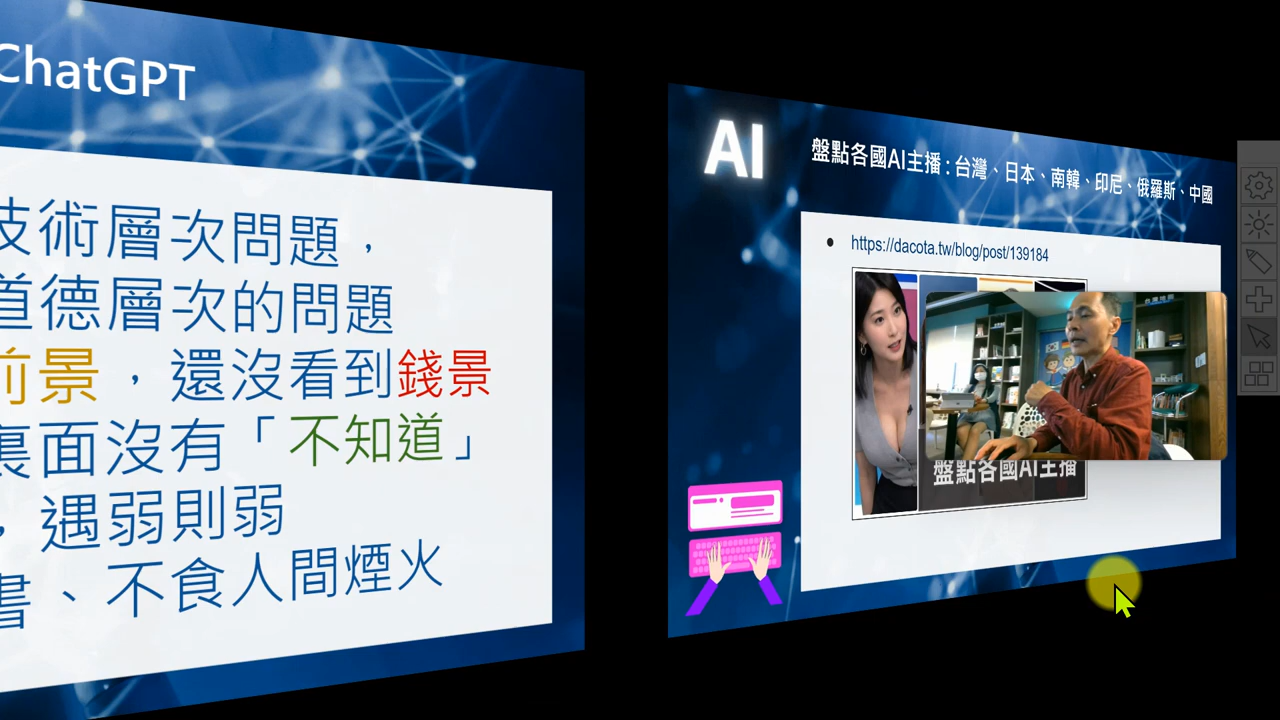 ChatGPT
技術層次問題，
道德層次的問題
前景，還沒看到錢景
裏面沒有「不知道」
，遇弱則弱
書、不食人間煙火
AI
盤點各國AI主播 : 台灣、日本、南韓、印尼、俄羅斯、中國
• https://dacota.tw/blog/post/139184
盤點各國AI主播